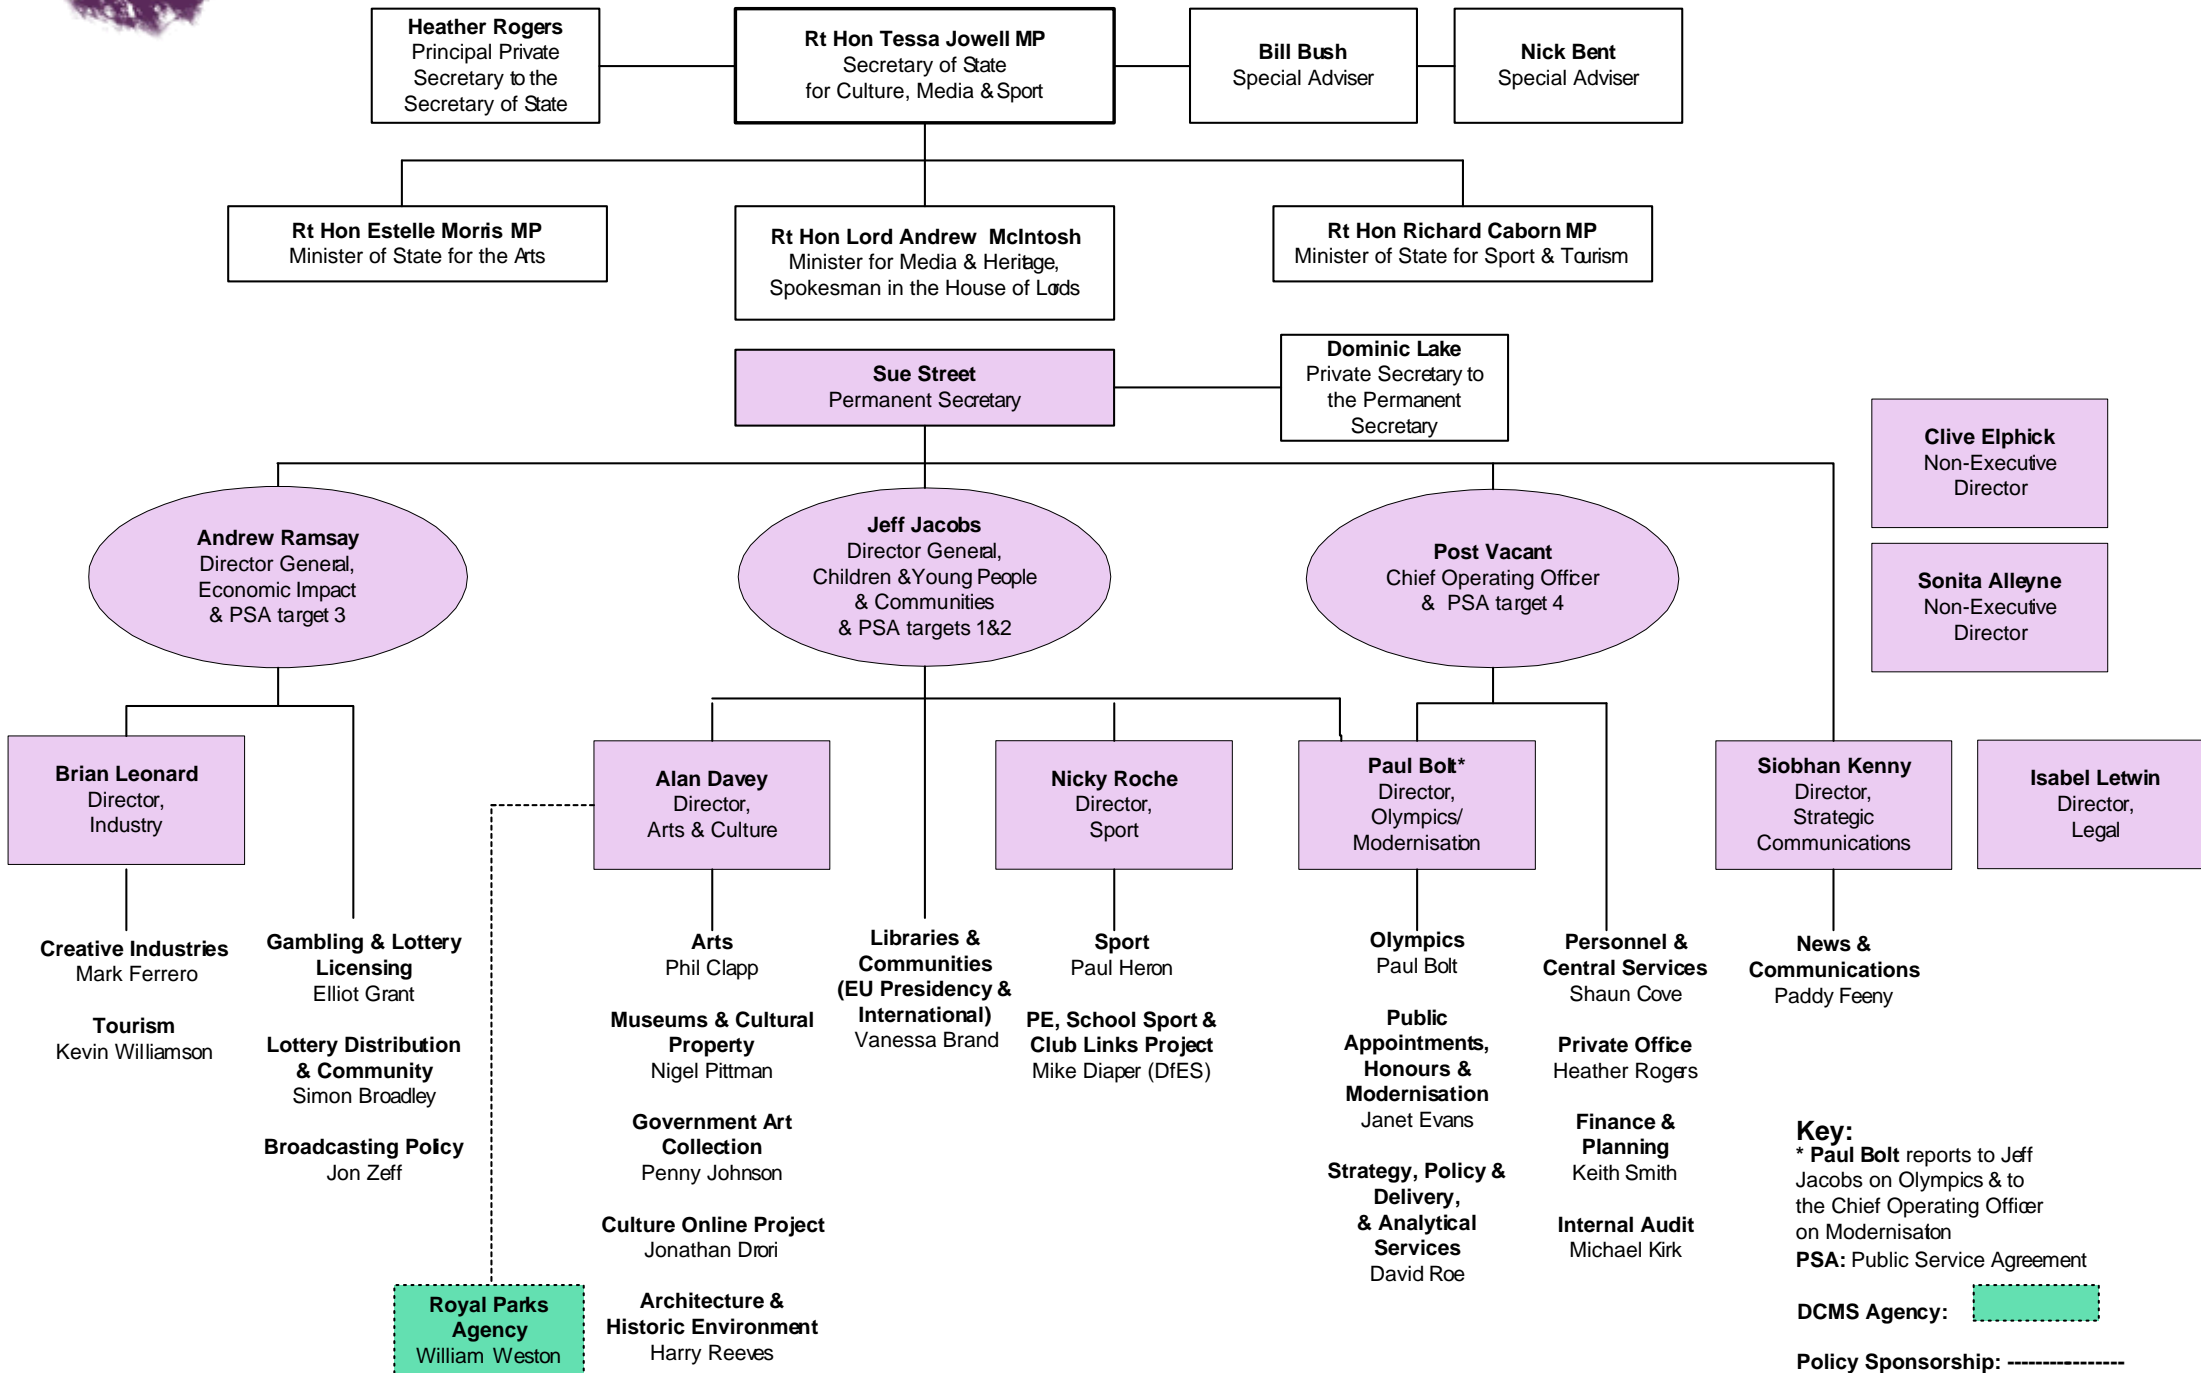 Heather Rogers
Principal Private
Secretary to the
Secretary of State
Rt Hon Tessa Jowell MP
Secretary of State
for Culture, Media & Sport
Bill Bush
Special Adviser
Nick Bent
Special Adviser
Rt Hon Estelle Morris MP
Minister of State for the Arts
Rt Hon Lord Andrew McIntosh
Minister for Media & Heritage,
Spokesman in the House of Lords
Rt Hon Richard Caborn MP
Minister of State for Sport & Tourism
Sue Street
Permanent Secretary
Dominic Lake
Private Secretary to
the Permanent
Secretary
Clive Elphick
Non-Executive
Director
Sonita Alleyne
Non-Executive
Director
Andrew Ramsay
Director General,
Economic Impact
& PSA target 3
Jeff Jacobs
Director General,
Children & Young People
& Communities
& PSA targets 1&2
Post Vacant
Chief Operating Officer
& PSA target 4
Brian Leonard
Director,
Industry
Alan Davey
Director,
Arts & Culture
Nicky Roche
Director,
Sport
Paul Bolt*
Director,
Olympics/
Modernisation
Siobhan Kenny
Director,
Strategic
Communications
Isabel Letwin
Director,
Legal
Creative Industries
Mark Ferrero
Tourism
Kevin Williamson
Gambling & Lottery
Licensing
Elliot Grant
Lottery Distribution
& Community
Simon Broadley
Broadcasting Policy
Jon Zeff
Arts
Phil Clapp
Museums & Cultural
Property
Nigel Pittman
Government Art
Collection
Penny Johnson
Culture Online Project
Jonathan Drori
Architecture &
Historic Environment
Harry Reeves
Royal Parks
Agency
William Weston
Libraries &
Communities
(EU Presidency &
International)
Vanessa Brand
Sport
Paul Heron
PE, School Sport &
Club Links Project
Mike Diaper (DfES)
Olympics
Paul Bolt
Public
Appointments,
Honours &
Modernisation
Janet Evans
Strategy, Policy &
Delivery,
& Analytical
Services
David Roe
Personnel &
Central Services
Shaun Cove
Private Office
Heather Rogers
Finance &
Planning
Keith Smith
Internal Audit
Michael Kirk
News &
Communications
Paddy Feeny
Key:
* Paul Bolt reports to Jeff
Jacobs on Olympics & to
the Chief Operating Officer
on Modernisaton
PSA: Public Service Agreement
DCMS Agency:
Policy Sponsorship: ----------------